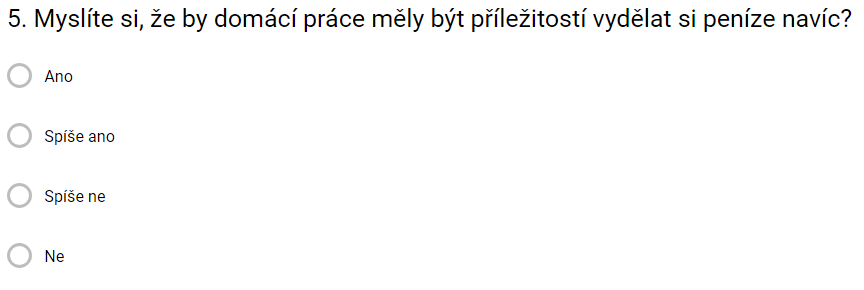 5. Myslíte si, že by domácí práce měly být příležitostí vydělat si peníze navíc?
Ano
Spíše ano
Spíše ne
Ne